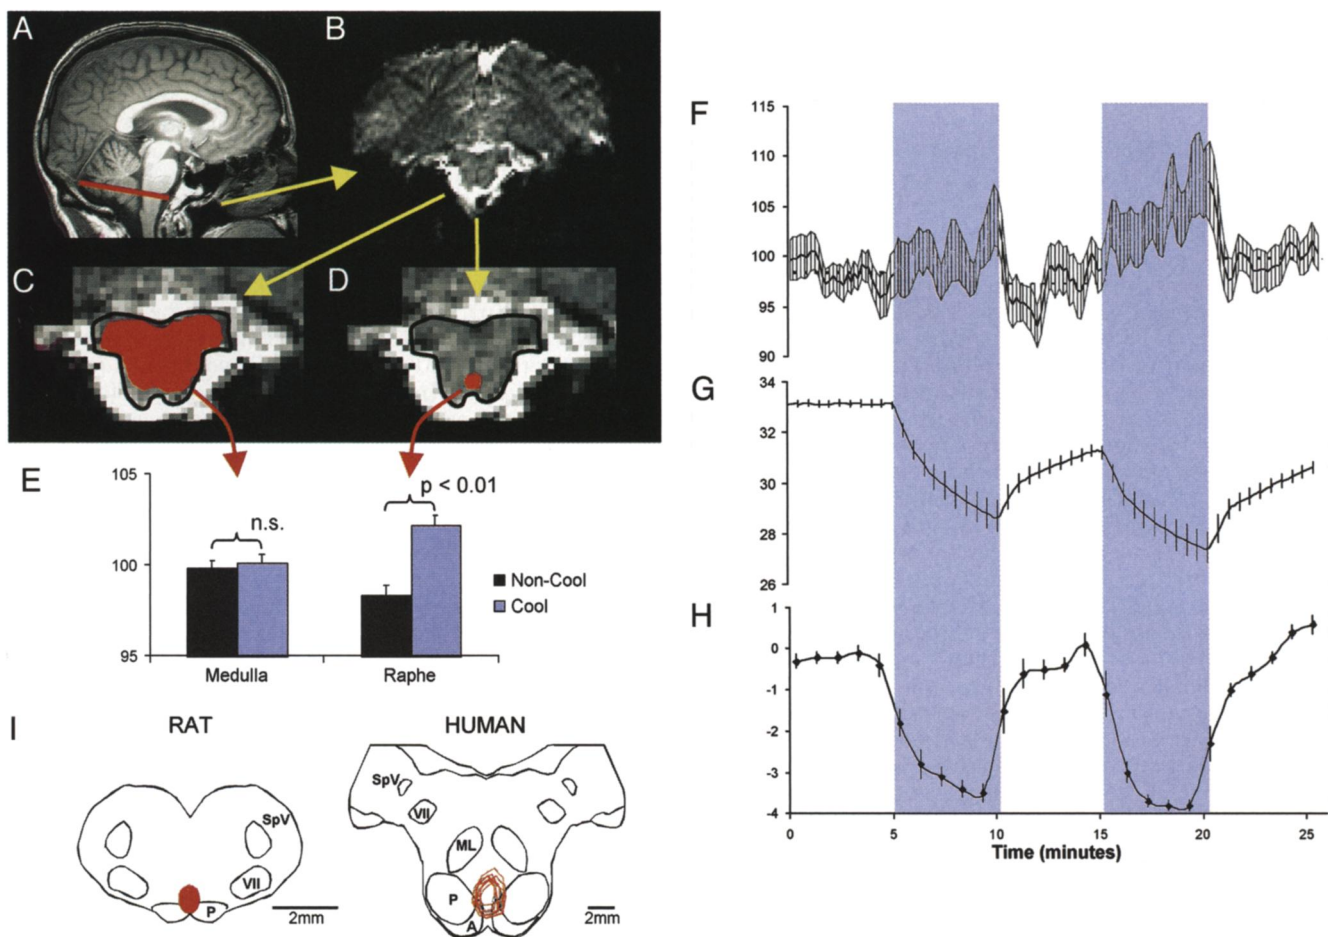 A
B
C
D
E
105
100
95
n.s.
p < 0.01
Non-Cool
Cool
Medulla
Raphe
F
115
110
105
100
95
90
G
34
32
30
28
26
H
1
0
-1
-2
-3
-4
0
5
10
15
20
25
Time (minutes)
I
RAT
SpV
VII
P
2mm
HUMAN
SpV
VII
ML
P
A
2mm